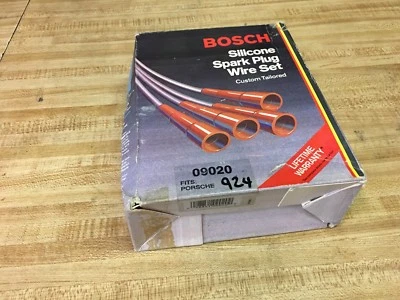 BOSCH
Silicone
Spark Plug
Wire Set
Custom Tailored
LIFETIME
WARRANTY*
09020
FITS
PORSCHE 924